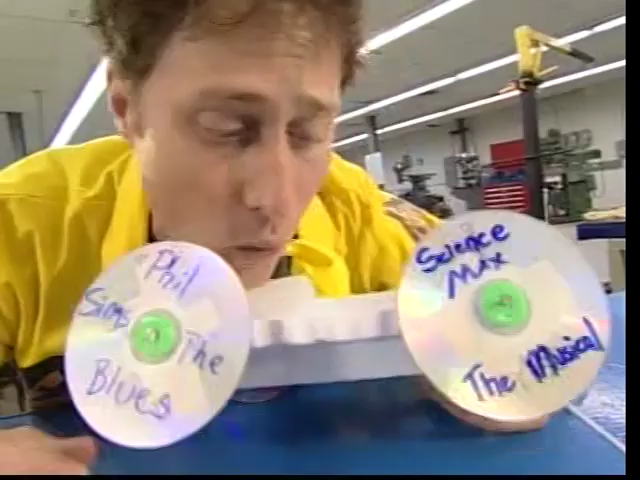 Phil
Sings The
Blues
Science
Max
The Musical